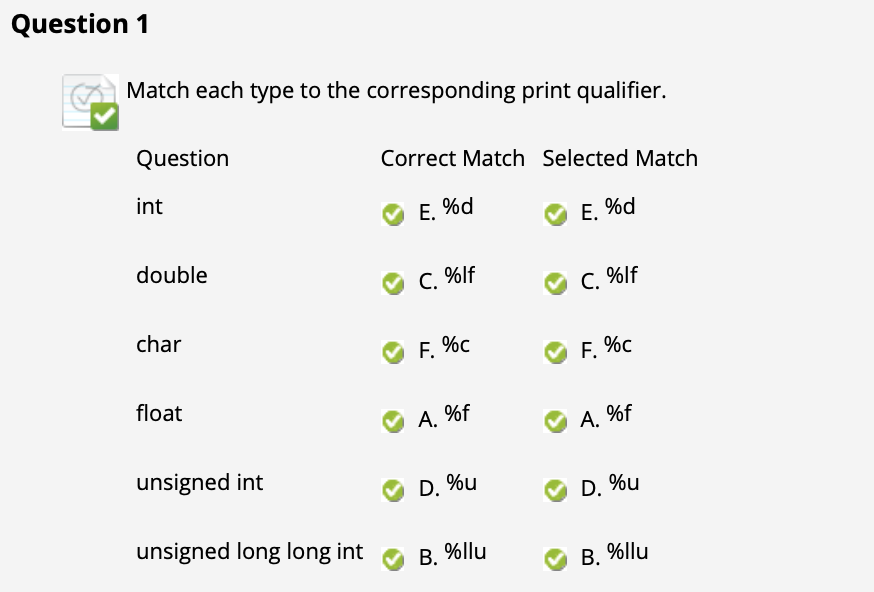 Question 1
Match each type to the corresponding print qualifier.
Question Correct Match Selected Match
int E. %d E. %d
double C. %lf C. %lf
char F. %c F. %c
float A. %f A. %f
unsigned int D. %u D. %u
unsigned long long int B. %llu B. %llu